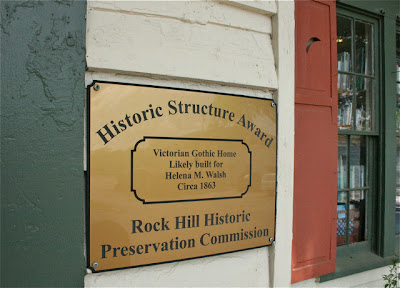 Historic Structure Award
Victorian Gothic Home
Likely built for
Helena M. Walsh
Circa 1863
Rock Hill Historic
Preservation Commission